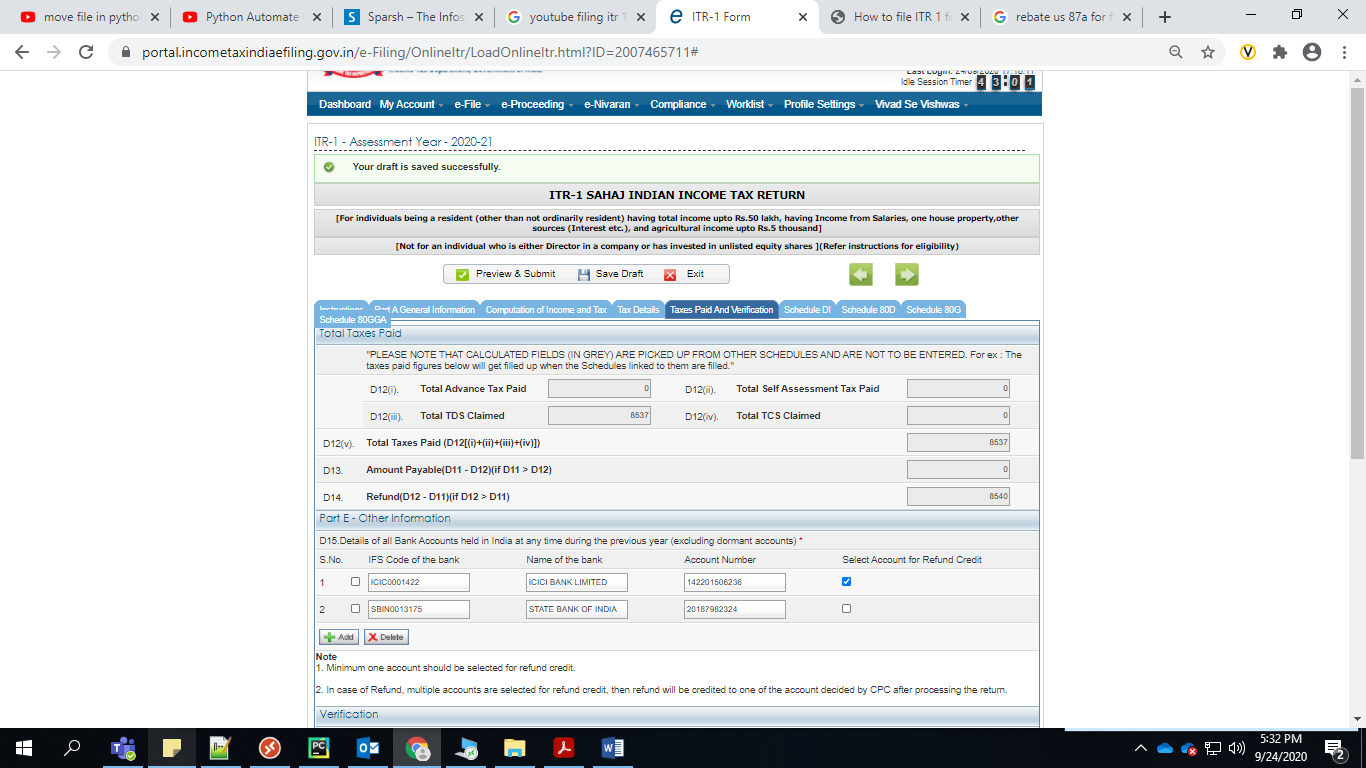 move file in pytho
Python Automate
Sparsh – The Infos
youtube filing itr 1
ITR-1 Form
How to file ITR 1 f
rebate us 87a for f
portal.incometaxindiaefiling.gov.in/e-Filing/OnlineItr/LoadOnlineItr.html?ID=2007465711#
Idle Session Timer 4 3 : 0 1
Dashboard My Account e-File e-Proceeding e-Nivaran Compliance Worklist Profile Settings Vivad Se Vishwas
ITR-1 - Assessment Year - 2020-21
Your draft is saved successfully.
ITR-1 SAHAJ INDIAN INCOME TAX RETURN
[For individuals being a resident (other than not ordinarily resident) having total income upto Rs.50 lakh, having Income from Salaries, one house property,other
sources (Interest etc.), and agricultural income upto Rs.5 thousand]
[Not for an individual who is either Director in a company or has invested in unlisted equity shares ](Refer instructions for eligibility)
Preview & Submit Save Draft Exit
Instructions Part A General Information Computation of Income and Tax Tax Details Taxes Paid And Verification Schedule DI Schedule 80D Schedule 80G
Schedule 80GGA
Total Taxes Paid
"PLEASE NOTE THAT CALCULATED FIELDS (IN GREY) ARE PICKED UP FROM OTHER SCHEDULES AND ARE NOT TO BE ENTERED. For ex : The
taxes paid figures below will get filled up when the Schedules linked to them are filled."
D12(i). Total Advance Tax Paid 0 D12(ii). Total Self Assessment Tax Paid 0
D12(iii). Total TDS Claimed 8537 D12(iv). Total TCS Claimed 0
D12(v). Total Taxes Paid (D12[(i)+(ii)+(iii)+(iv)]) 8537
D13. Amount Payable(D11 - D12)(if D11 > D12) 0
D14. Refund(D12 - D11)(if D12 > D11) 8540
Part E - Other Information
D15.Details of all Bank Accounts held in India at any time during the previous year (excluding dormant accounts) *
S.No. IFS Code of the bank Name of the bank Account Number Select Account for Refund Credit
1 ICIC0001422 ICICI BANK LIMITED 142201506236
2 SBIN0013175 STATE BANK OF INDIA 20187982324
Add Delete
Note
1. Minimum one account should be selected for refund credit.
2. In case of Refund, multiple accounts are selected for refund credit, then refund will be credited to one of the account decided by CPC after processing the return.
Verification
5:32 PM
9/24/2020
2